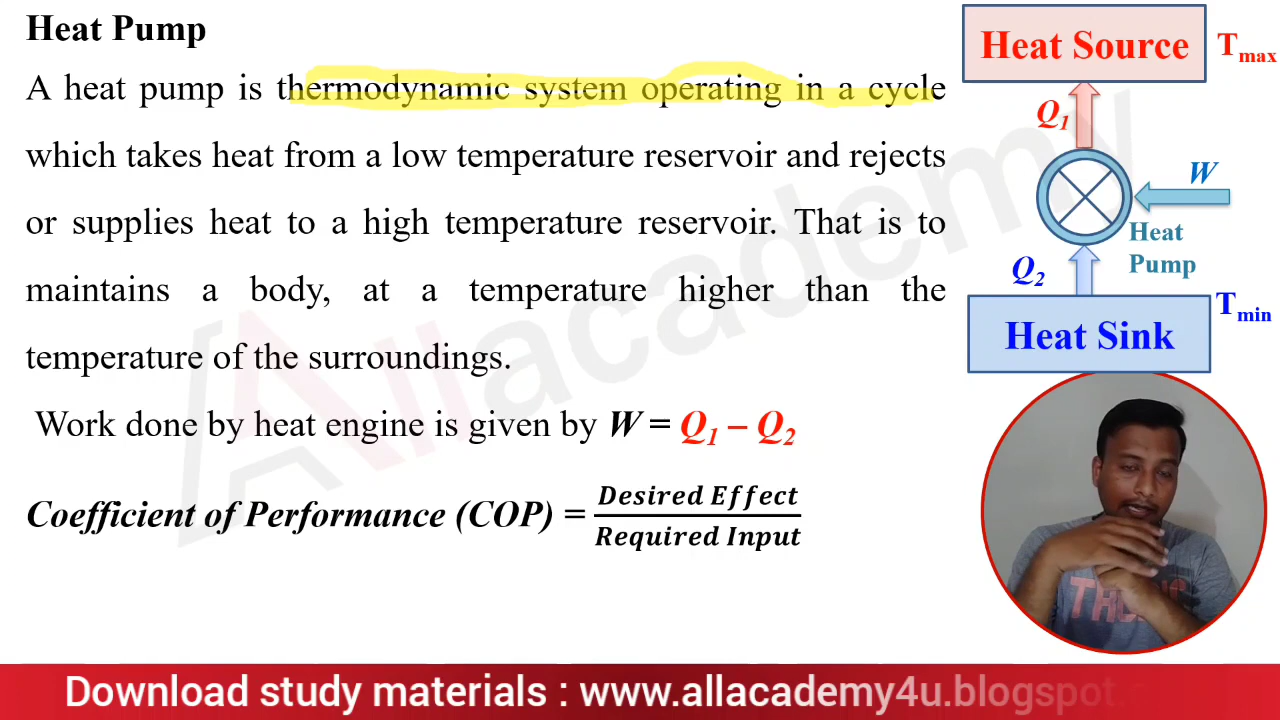 Heat Pump
A heat pump is thermodynamic system operating in a cycle
which takes heat from a low temperature reservoir and rejects
or supplies heat to a high temperature reservoir. That is to
maintains a body, at a temperature higher than the
temperature of the surroundings.
Work done by heat engine is given by W = Q1 – Q2
Coefficient of Performance (COP) = Desired Effect
Required Input
Heat Source
Tmax
Q1
W
Heat
Pump
Q2
Tmin
Heat Sink
Allacademy
Download study materials : www.allacademy4u.blogspot.